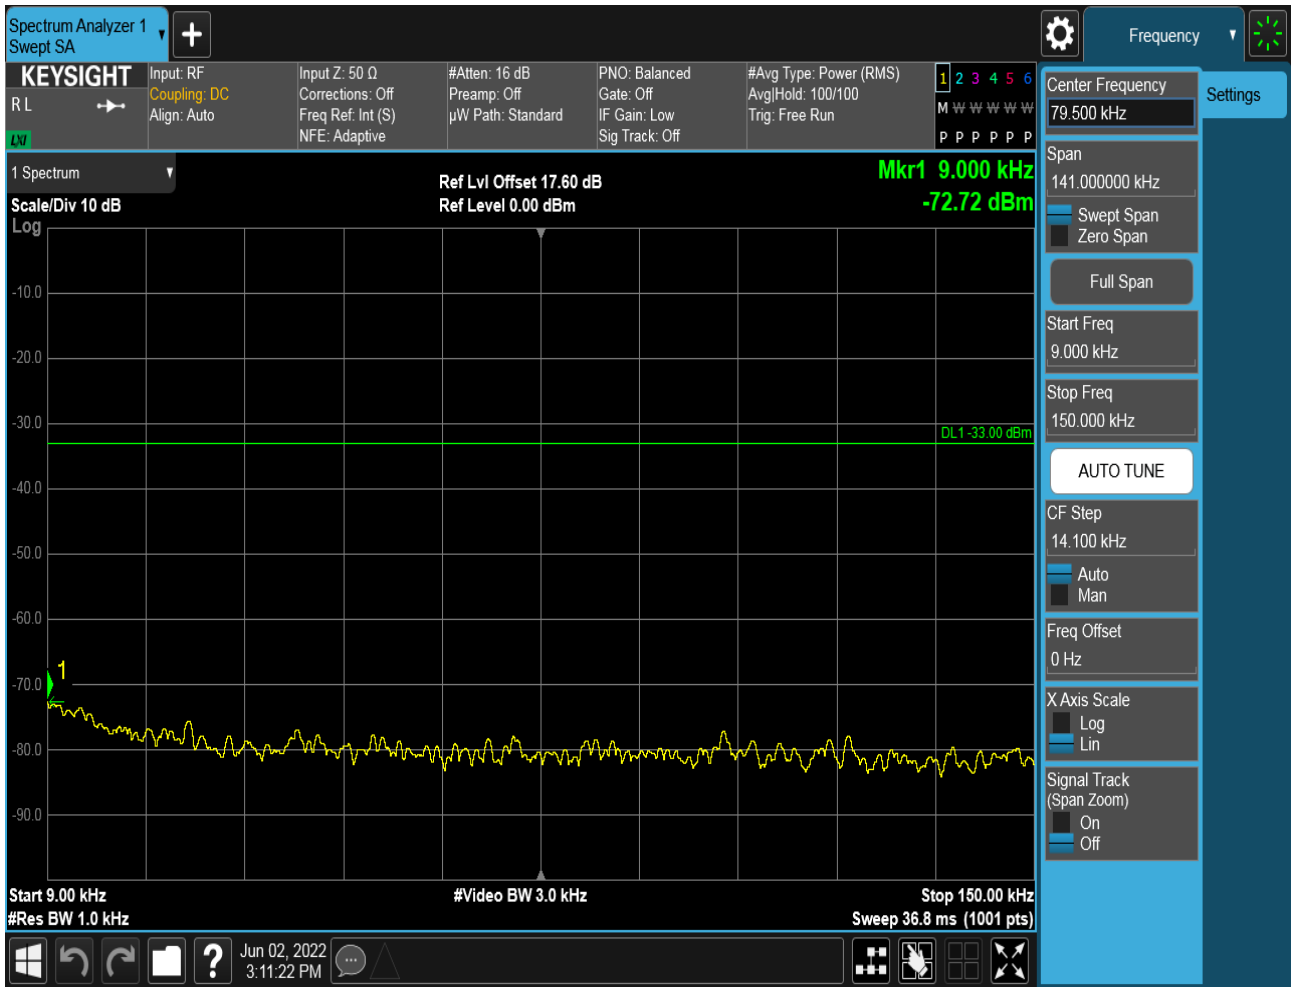 Spectrum Analyzer 1
Swept SA
Frequency
KEYSIGHT
R L
LXI
Input: RF
Coupling: DC
Align: Auto
Input Z: 50 Ω
Corrections: Off
Freq Ref: Int (S)
NFE: Adaptive
#Atten: 16 dB
Preamp: Off
µW Path: Standard
PNO: Balanced
Gate: Off
IF Gain: Low
Sig Track: Off
#Avg Type: Power (RMS)
Avg|Hold: 100/100
Trig: Free Run
1 2 3 4 5 6
M W W W W W
P P P P P P
1 Spectrum
Scale/Div 10 dB
Log
Ref Lvl Offset 17.60 dB
Ref Level 0.00 dBm
Mkr1 9.000 kHz
-72.72 dBm
-10.0
-20.0
-30.0
DL1 -33.00 dBm
-40.0
-50.0
-60.0
1
-70.0
-80.0
-90.0
Start 9.00 kHz
#Res BW 1.0 kHz
#Video BW 3.0 kHz
Stop 150.00 kHz
Sweep 36.8 ms (1001 pts)
?
Jun 02, 2022
3:11:22 PM
Center Frequency
79.500 kHz
Settings
Span
141.000000 kHz
Swept Span
Zero Span
Full Span
Start Freq
9.000 kHz
Stop Freq
150.000 kHz
AUTO TUNE
CF Step
14.100 kHz
Auto
Man
Freq Offset
0 Hz
X Axis Scale
Log
Lin
Signal Track
(Span Zoom)
On
Off